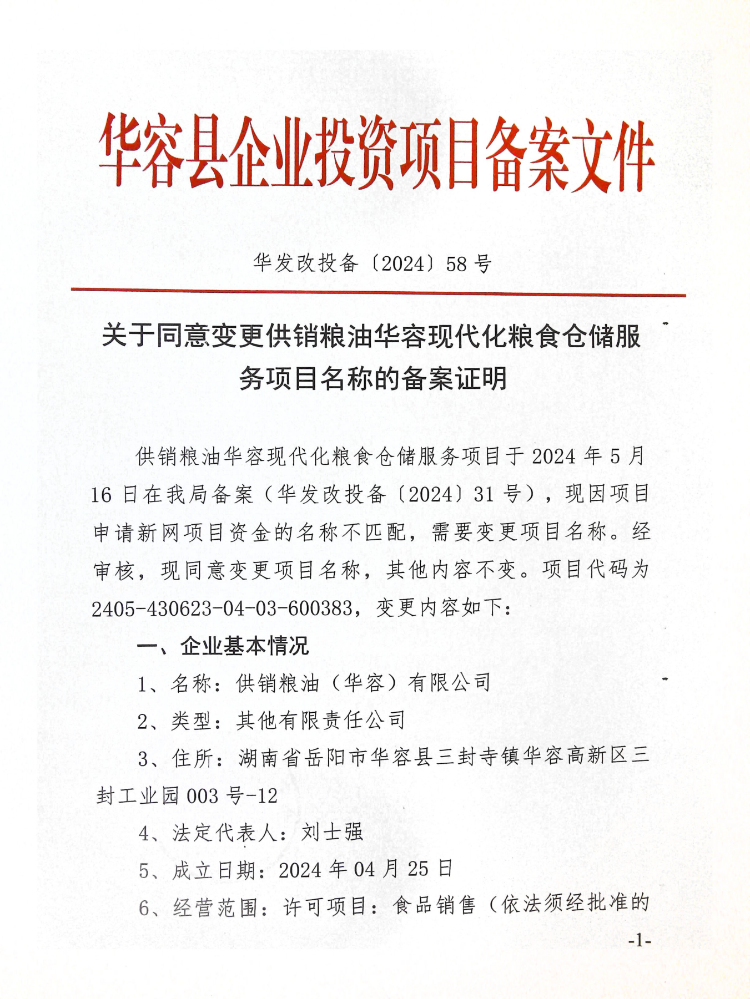 华容县企业投资项目备案文件
华发改投备〔2024〕58 号
关于同意变更供销粮油华容现代化粮食仓储服
务项目名称的备案证明
供销粮油华容现代化粮食仓储服务项目于 2024 年 5 月
16 日在我局备案（华发改投备〔2024〕31 号），现因项目
申请新网项目资金的名称不匹配，需要变更项目名称。经
审核，现同意变更项目名称，其他内容不变。项目代码为
2405-430623-04-03-600383，变更内容如下：
一、企业基本情况
1、名称：供销粮油（华容）有限公司
2、类型：其他有限责任公司
3、住所：湖南省岳阳市华容县三封寺镇华容高新区三
封工业园 003 号-12
4、法定代表人：刘士强
5、成立日期：2024 年 04 月 25 日
6、经营范围：许可项目：食品销售（依法须经批准的
-1-